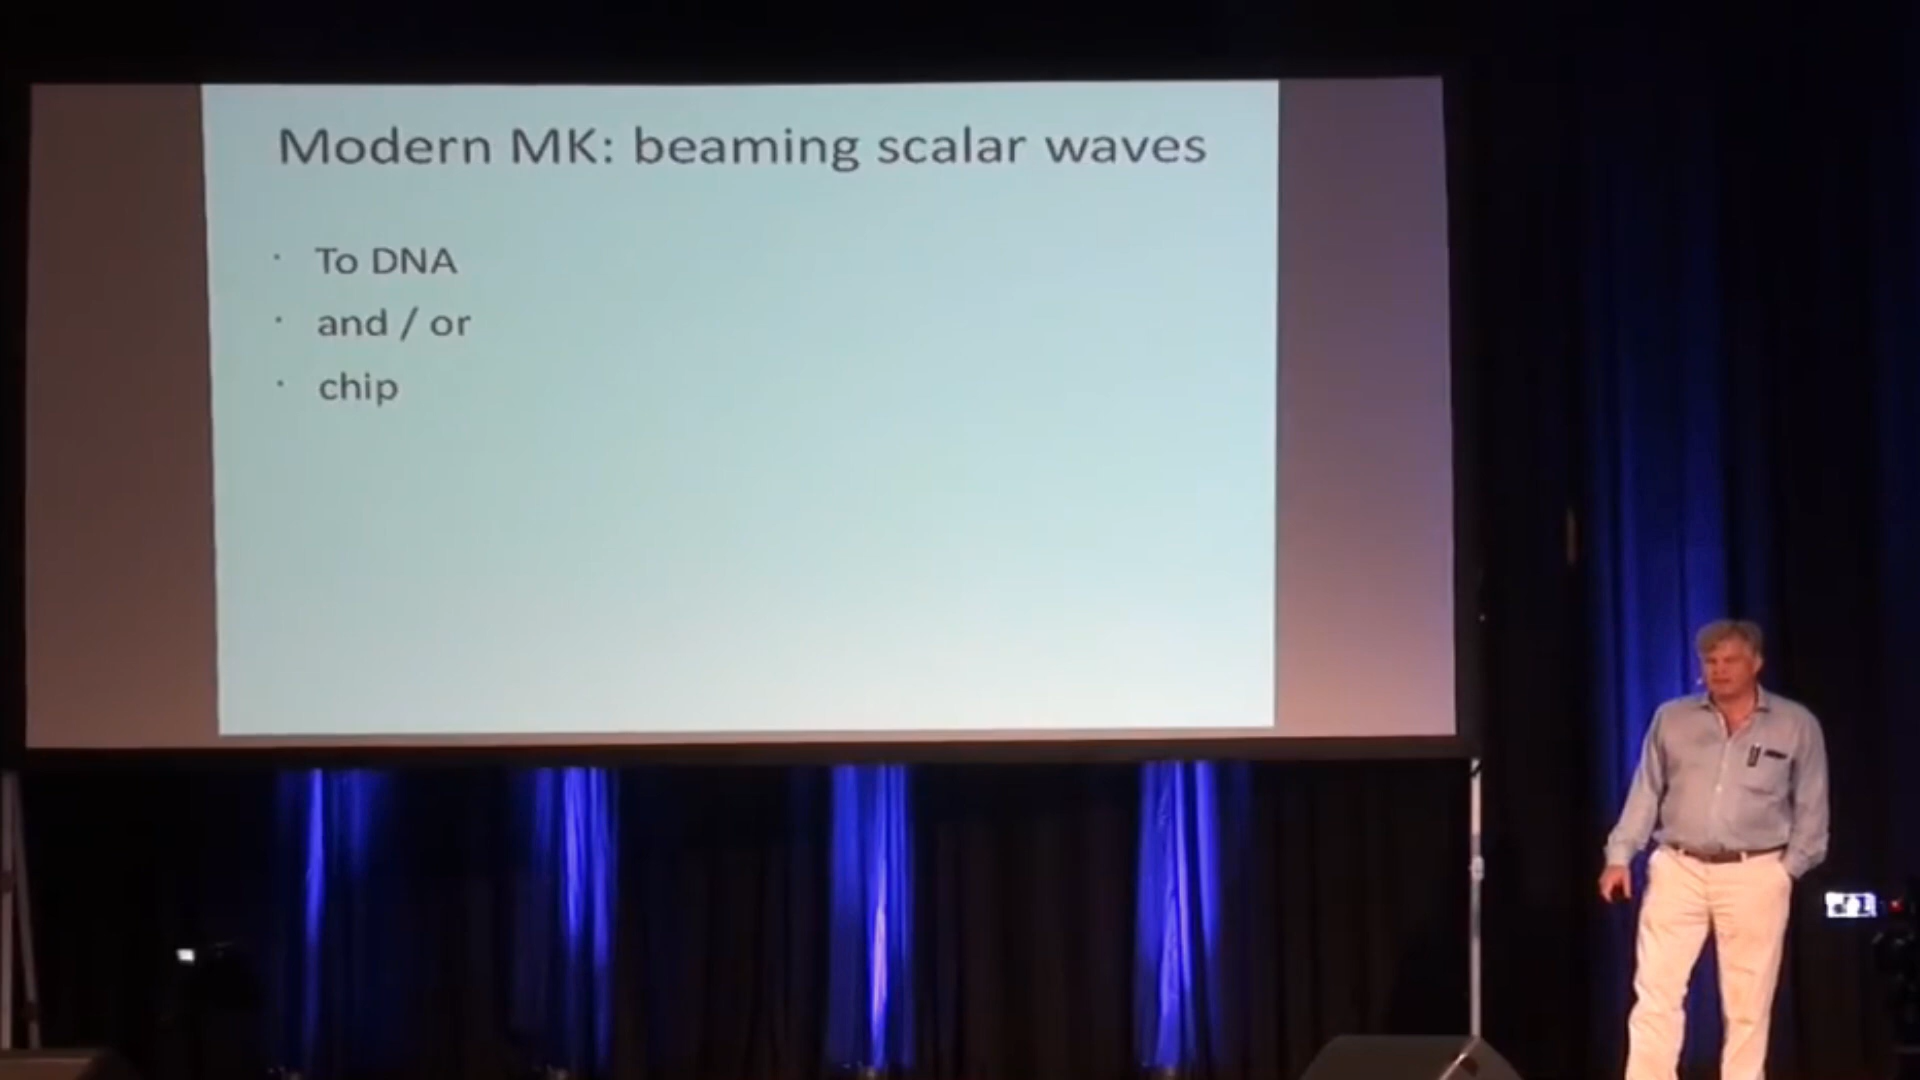 Modern MK: beaming scalar waves
· To DNA
· and / or
· chip